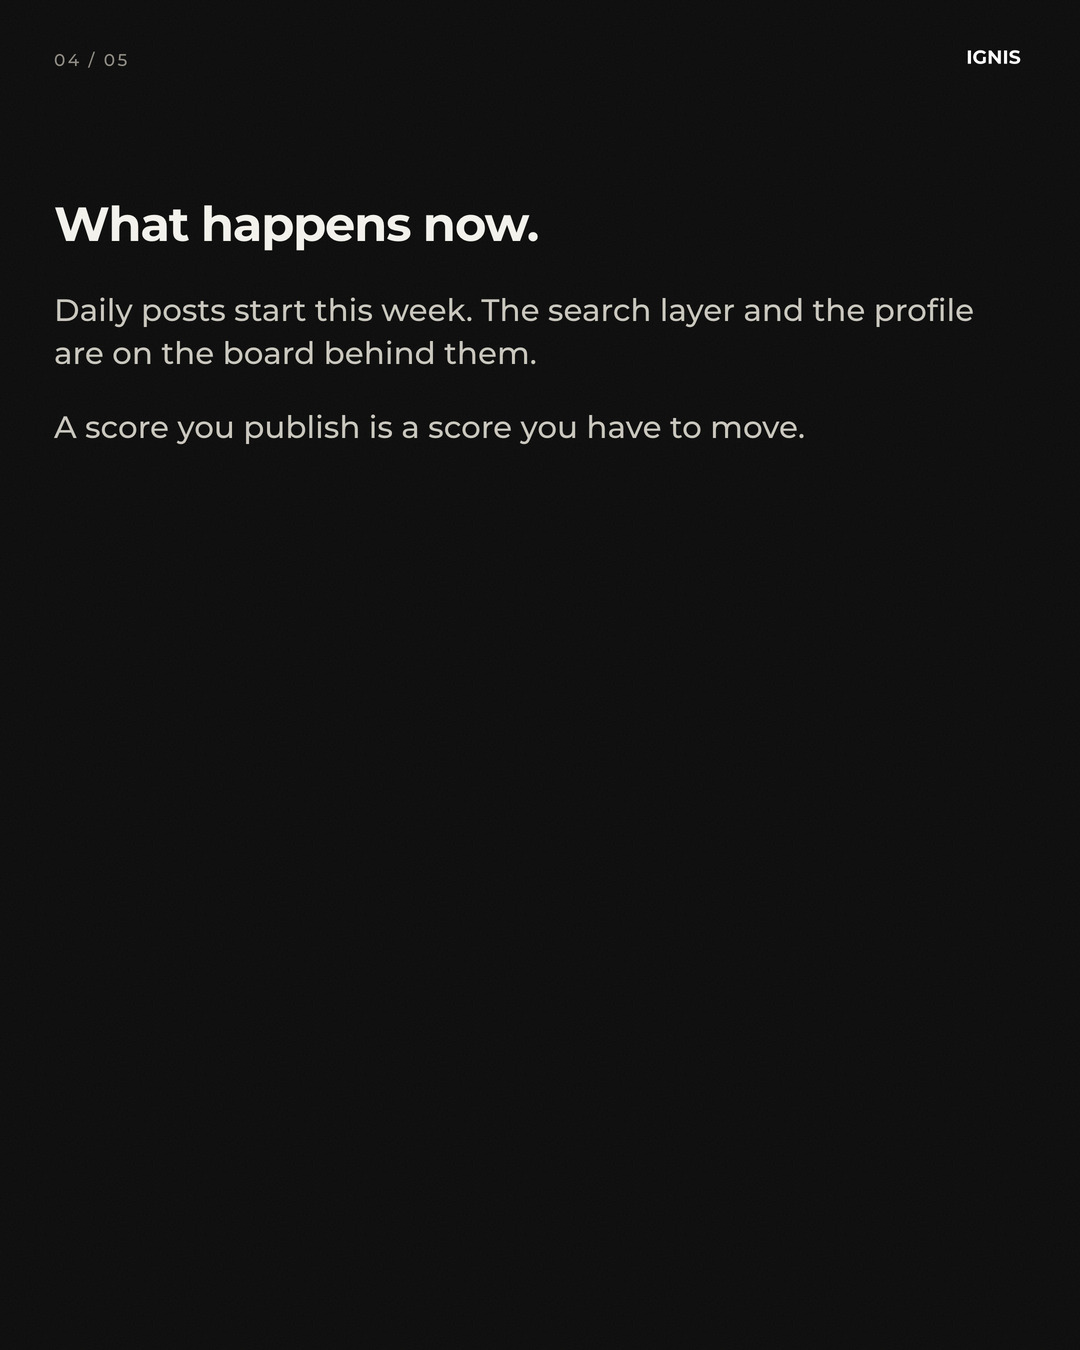 04 / 05
IGNIS
What happens now.
Daily posts start this week. The search layer and the profile
are on the board behind them.
A score you publish is a score you have to move.